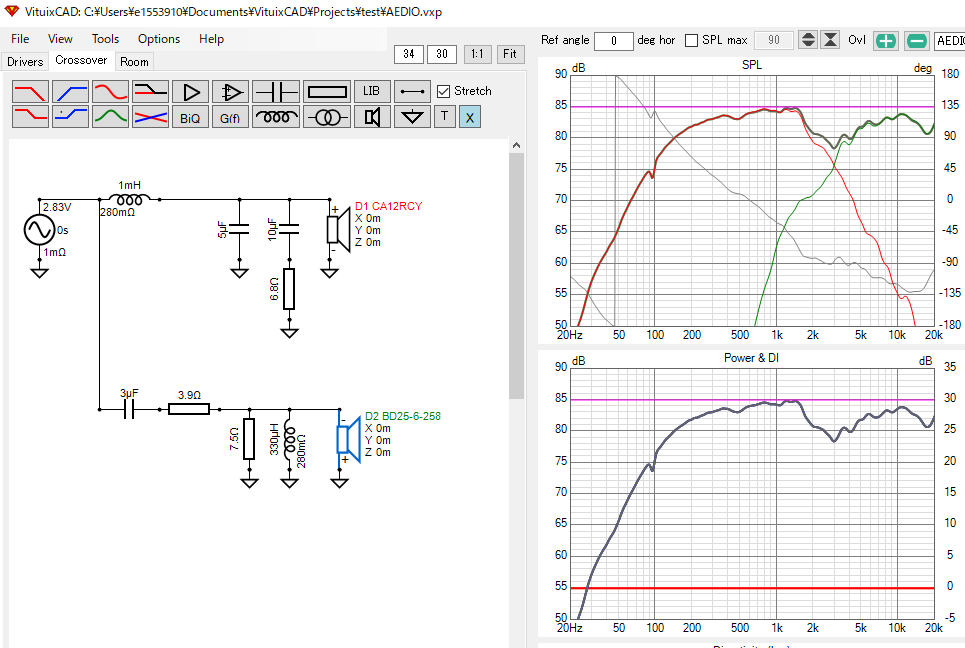 VituixCAD: C:¥Users¥e1553910¥Documents¥VituixCAD¥Projects¥test¥AEDIO.vxp
File View Tools Options Help
34 30 1:1 Fit
Drivers Crossover Room
LIB Stretch
BiQ G(f) T X
Ref angle 0 deg hor SPL max 90 Ovl AEDIO
1mH
280mΩ
2.83V
0s
1mΩ
5µF
10µF
6.8Ω
D1 CA12RCY
X 0m
Y 0m
Z 0m
+
-
3µF
3.9Ω
7.5Ω
330µH
280mΩ
D2 BD25-6-258
X 0m
Y 0m
Z 0m
-
+
SPL
dB deg
90 180
85 135
80 90
75 45
70 0
65 -45
60 -90
55 -135
50 -180
20Hz 50 100 200 500 1k 2k 5k 10k 20k
Power & DI
dB dB
90 35
85 30
80 25
75 20
70 15
65 10
60 5
55 0
50 -5
20Hz 50 100 200 500 1k 2k 5k 10k 20k